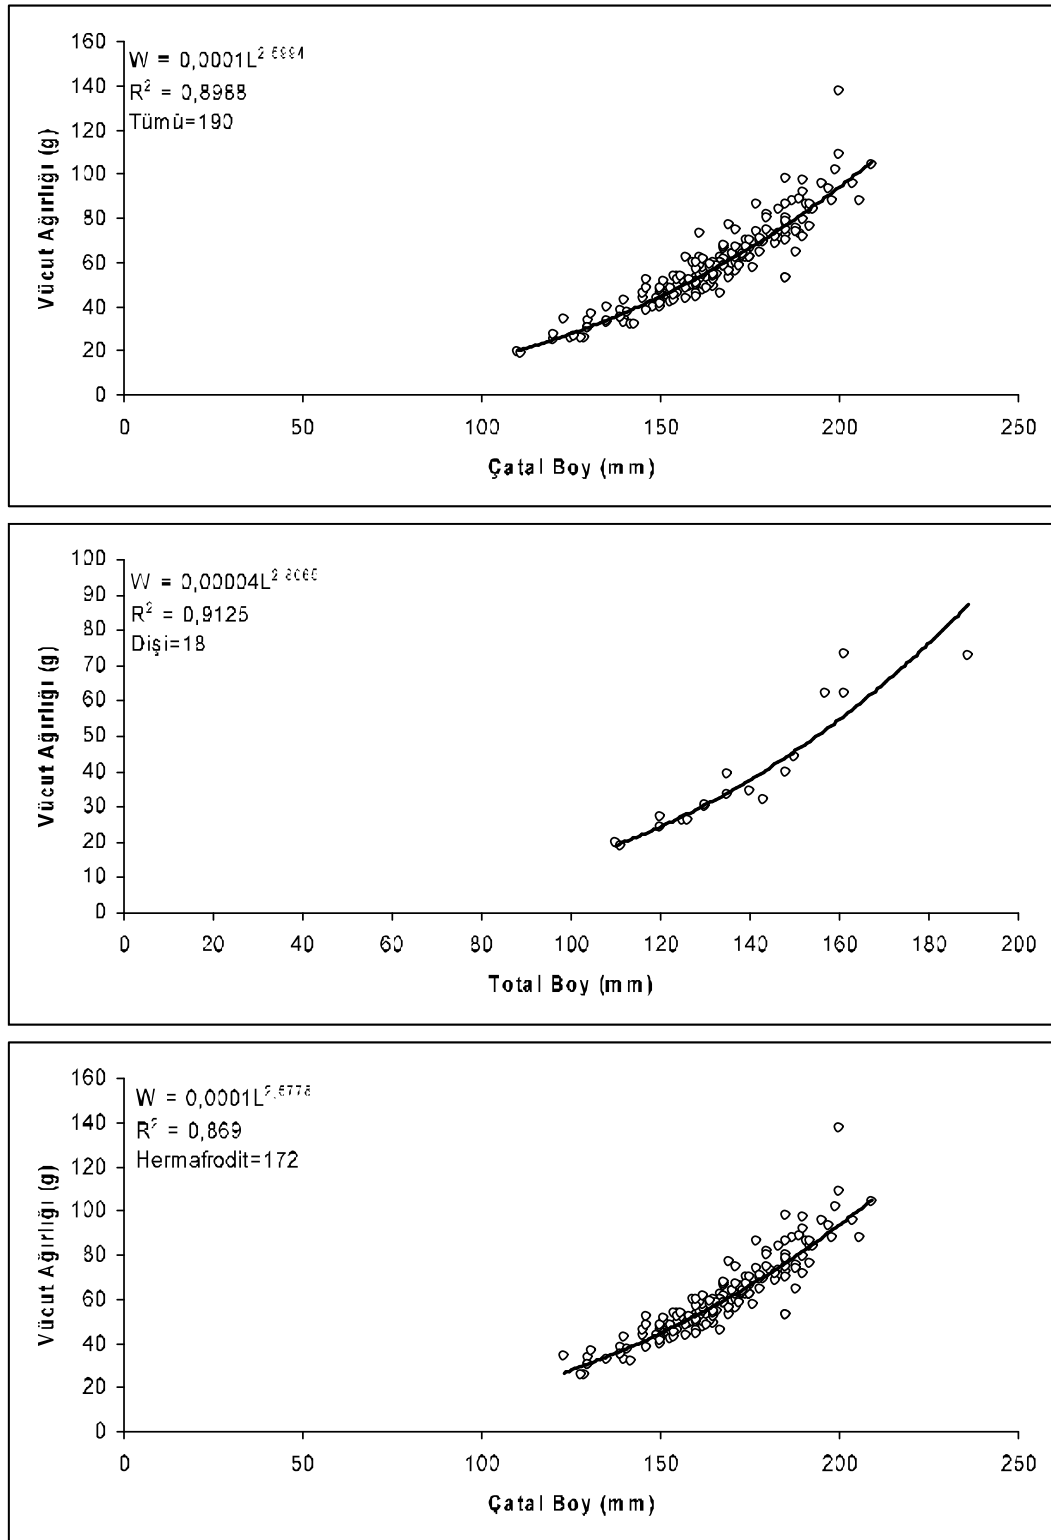 W = 0,0001L
R² = 0,8988
Tümü=190
Vücut Ağırlığı (g)
160
140
120
100
80
60
40
20
0
0 50 100 150 200 250
Çatal Boy (mm)
W = 0,00004L
R² = 0,9125
Dişi=18
Vücut Ağırlığı (g)
100
90
80
70
60
50
40
30
20
10
0
0 20 40 60 80 100 120 140 160 180 200
Total Boy (mm)
W = 0,0001L
R² = 0,869
Hermafrodit=172
Vücut Ağırlığı (g)
160
140
120
100
80
60
40
20
0
0 50 100 150 200 250
Çatal Boy (mm)